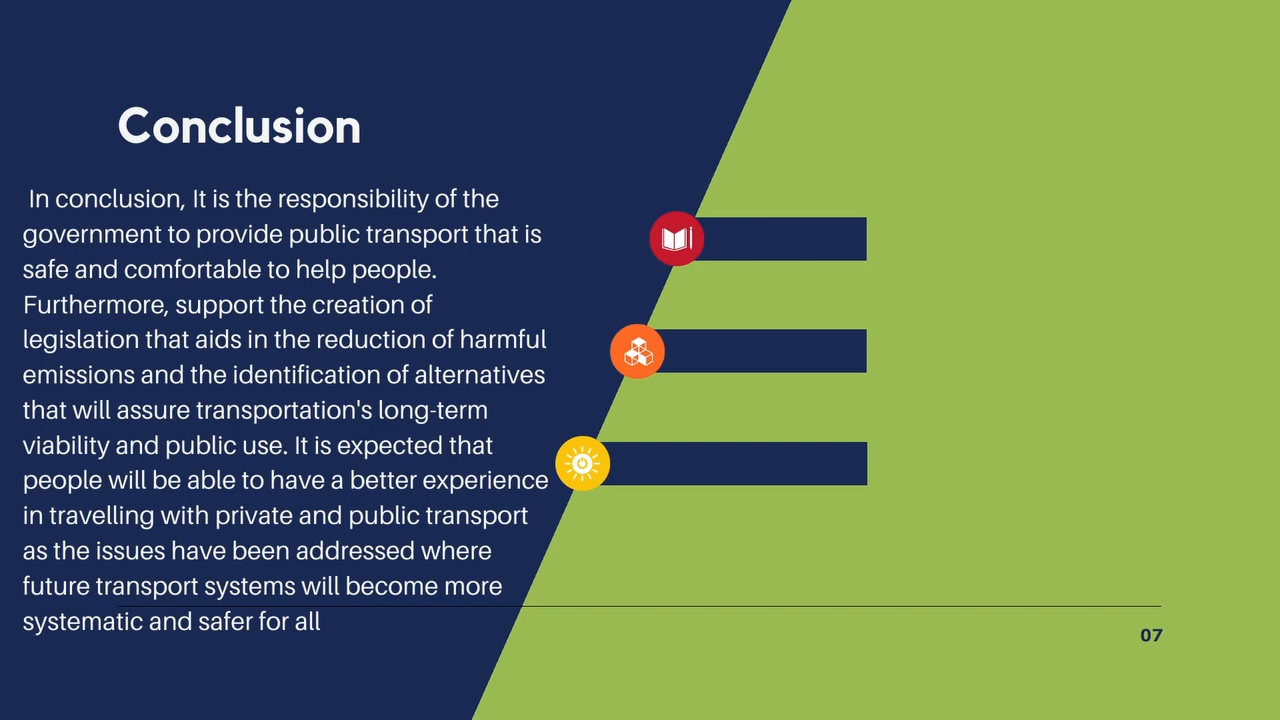 Conclusion
In conclusion, It is the responsibility of the
government to provide public transport that is
safe and comfortable to help people.
Furthermore, support the creation of
legislation that aids in the reduction of harmful
emissions and the identification of alternatives
that will assure transportation's long-term
viability and public use. It is expected that
people will be able to have a better experience
in travelling with private and public transport
as the issues have been addressed where
future transport systems will become more
systematic and safer for all
07